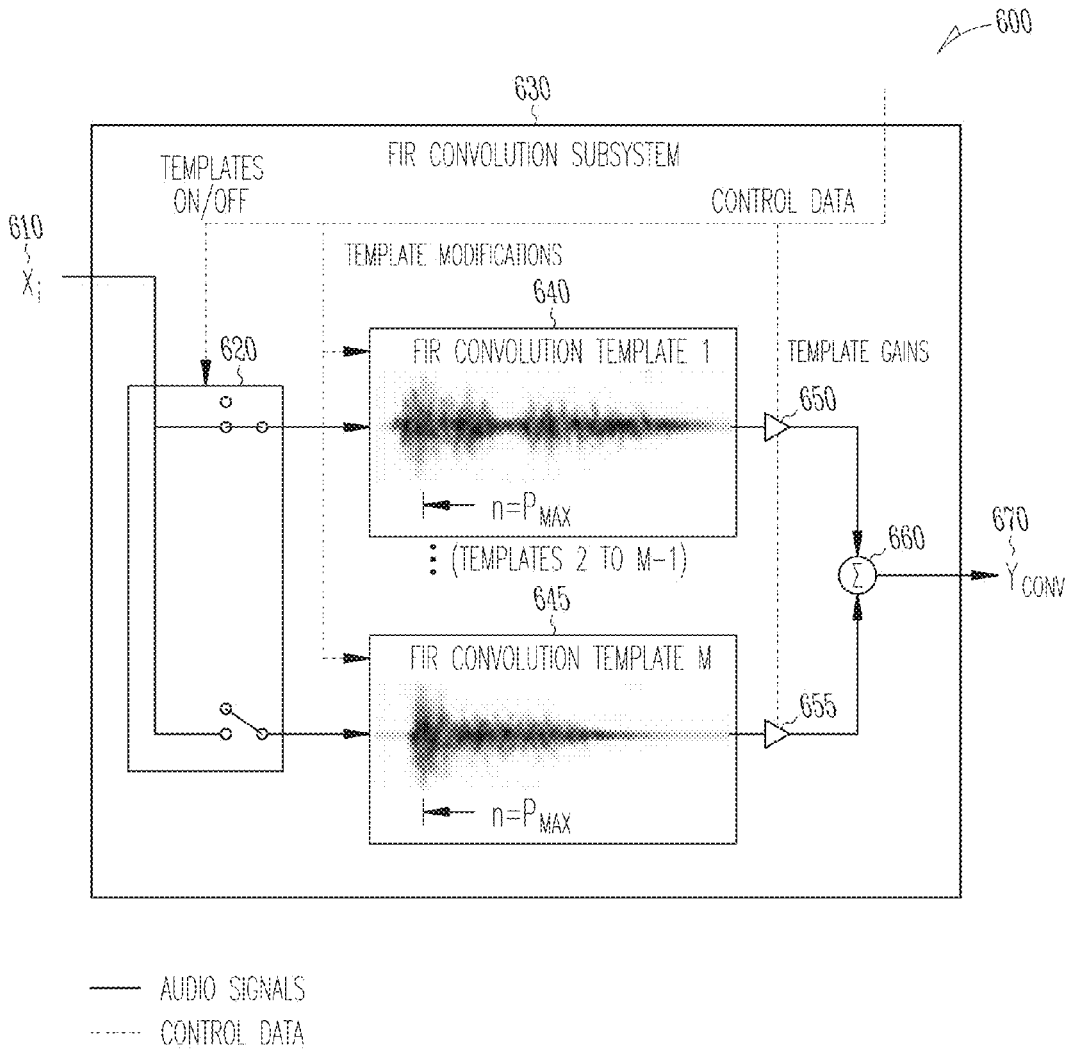 600
630
FIR CONVOLUTION SUBSYSTEM
TEMPLATES
ON/OFF
CONTROL DATA
610
Xi
TEMPLATE MODIFICATIONS
640
620
FIR CONVOLUTION TEMPLATE 1
TEMPLATE GAINS
650
n=PMAX
(TEMPLATES 2 TO M-1)
660
Σ
670
YCONV
645
FIR CONVOLUTION TEMPLATE M
655
n=PMAX
AUDIO SIGNALS
CONTROL DATA